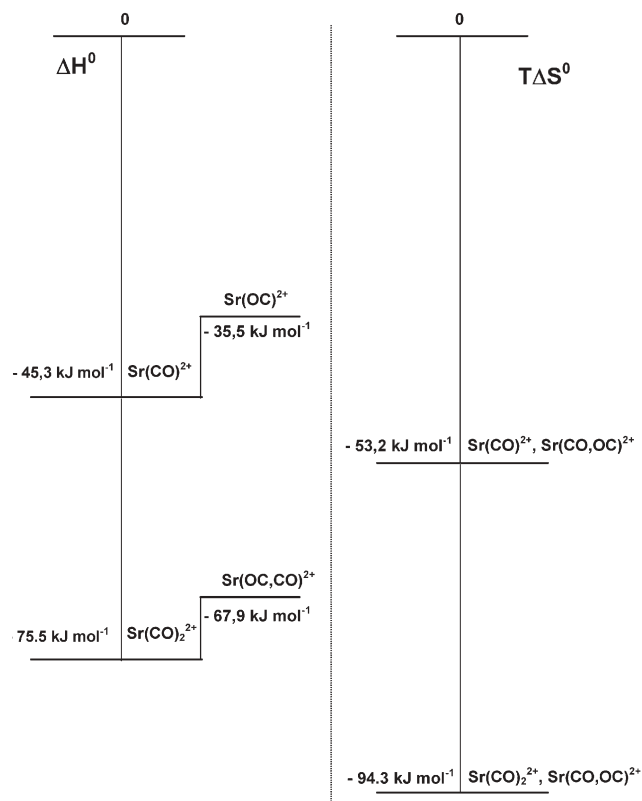 0
ΔH⁰
Sr(OC)²⁺
- 35,5 kJ mol⁻¹
- 45,3 kJ mol⁻¹ Sr(CO)²⁺
Sr(OC,CO)²⁺
- 67,9 kJ mol⁻¹
75.5 kJ mol⁻¹ Sr(CO)₂²⁺
0
TΔS⁰
- 53,2 kJ mol⁻¹ Sr(CO)²⁺, Sr(CO,OC)²⁺
- 94.3 kJ mol⁻¹ Sr(CO)₂²⁺, Sr(CO,OC)²⁺